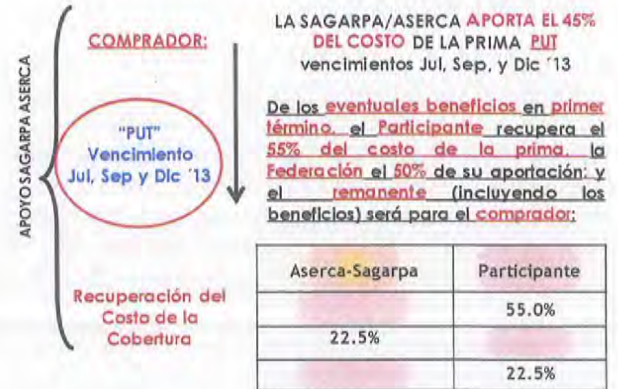 APOYO SAGARPA ASERCA
COMPRADOR:
"PUT"
Vencimiento
Jul, Sep y Dic ´13
Recuperación del
Costo de la
Cobertura
LA SAGARPA/ASERCA APORTA EL 45%
DEL COSTO DE LA PRIMA PUT
vencimientos Jul, Sep, y Dic ´13
De los eventuales beneficios en primer
término, el Participante recupera el
55% del costo de la prima, la
Federación el 50% de su aportación; y
el remanente (incluyendo los
beneficios) será para el comprador:
Aserca-Sagarpa Participante
55.0%
22.5%
22.5%